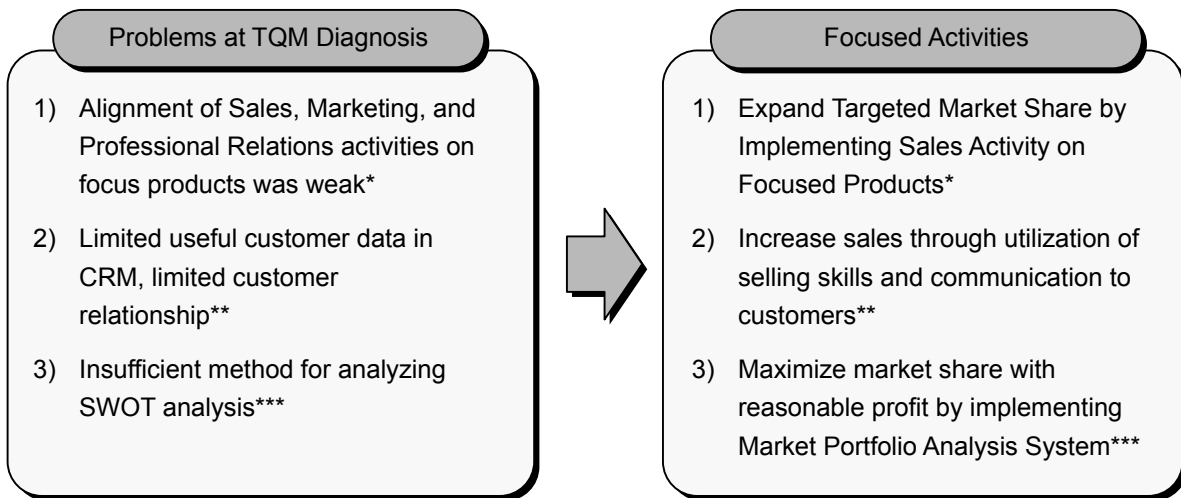 Problems at TQM Diagnosis
1) Alignment of Sales, Marketing, and
Professional Relations activities on
focus products was weak*
2) Limited useful customer data in
CRM, limited customer
relationship**
3) Insufficient method for analyzing
SWOT analysis***
Focused Activities
1) Expand Targeted Market Share by
Implementing Sales Activity on
Focused Products*
2) Increase sales through utilization of
selling skills and communication to
customers**
3) Maximize market share with
reasonable profit by implementing
Market Portfolio Analysis System***